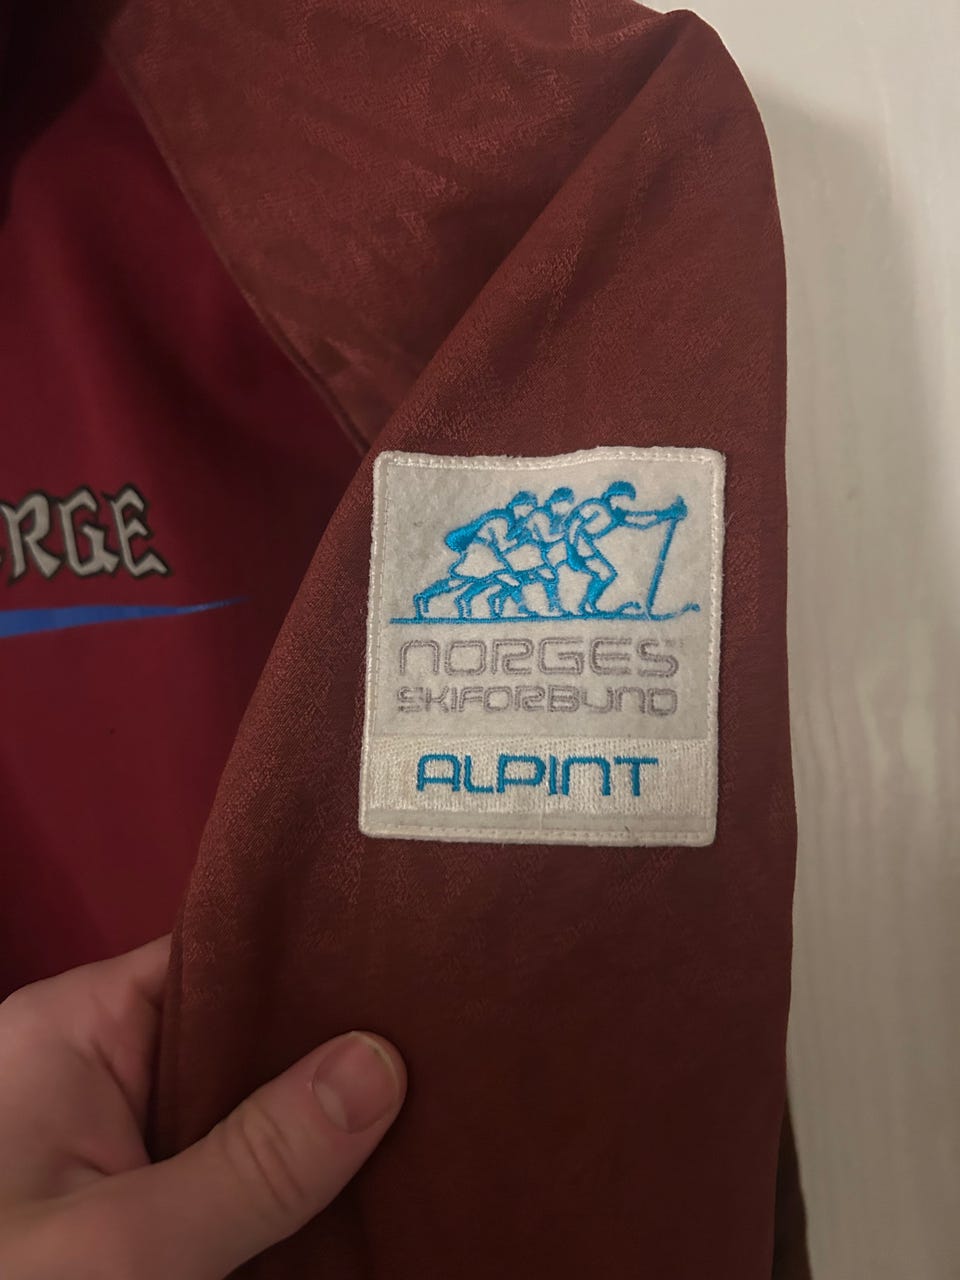 RGE
NORGES
SKIFORBUND
ALPINT